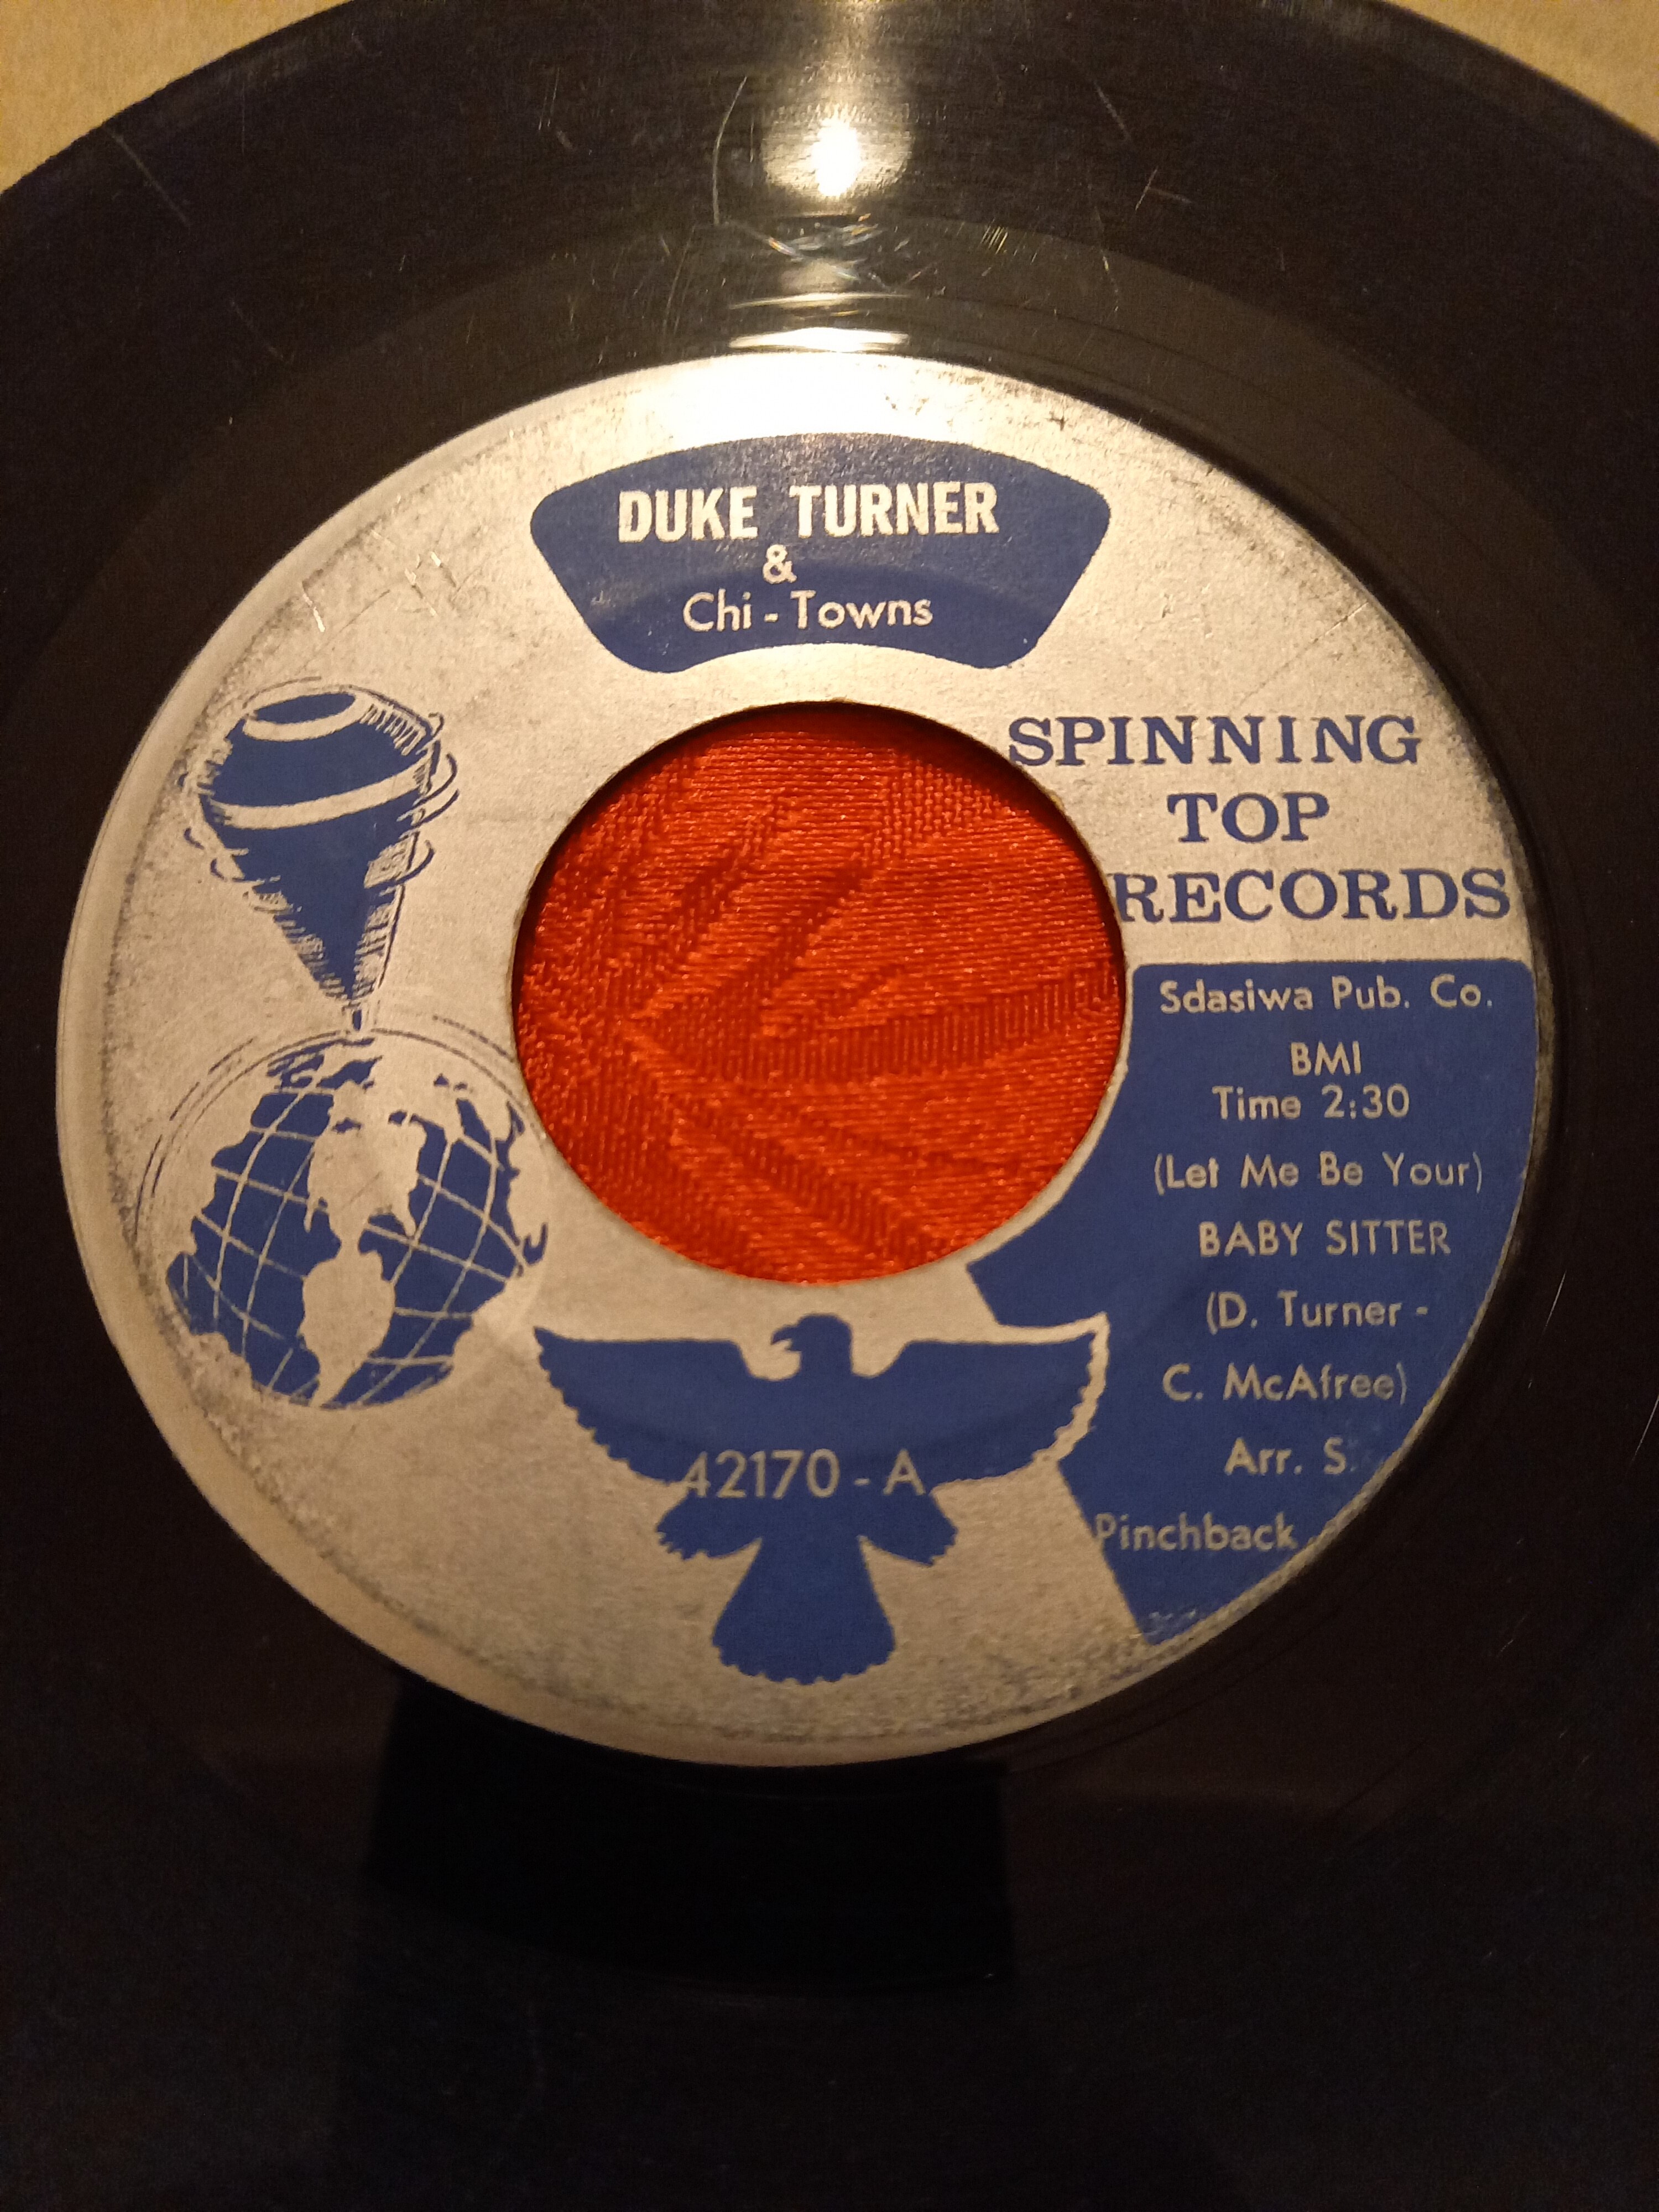 DUKE TURNER
&
Chi - Towns
SPINNING
TOP
RECORDS
Sdasiwa Pub. Co.
BMI
Time 2:30
(Let Me Be Your)
BABY SITTER
(D. Turner -
C. McAfree)
Arr. S.
Pinchback
42170 - A